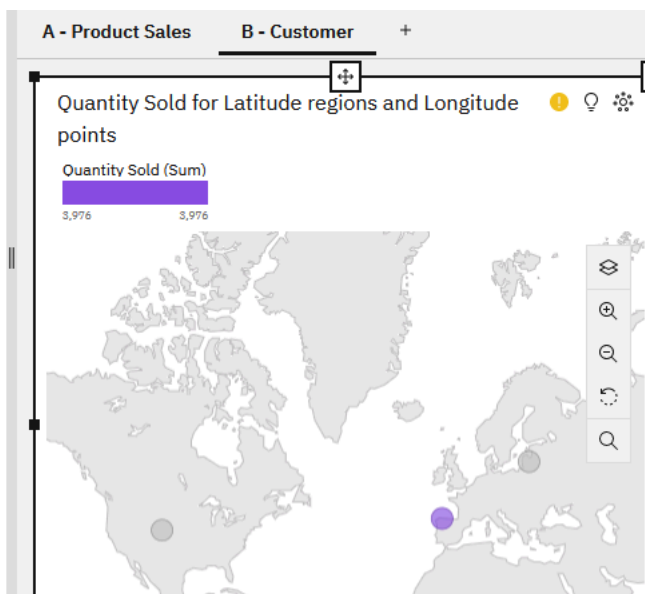 A - Product Sales B - Customer +
Quantity Sold for Latitude regions and Longitude
points
Quantity Sold (Sum)
3,976 3,976